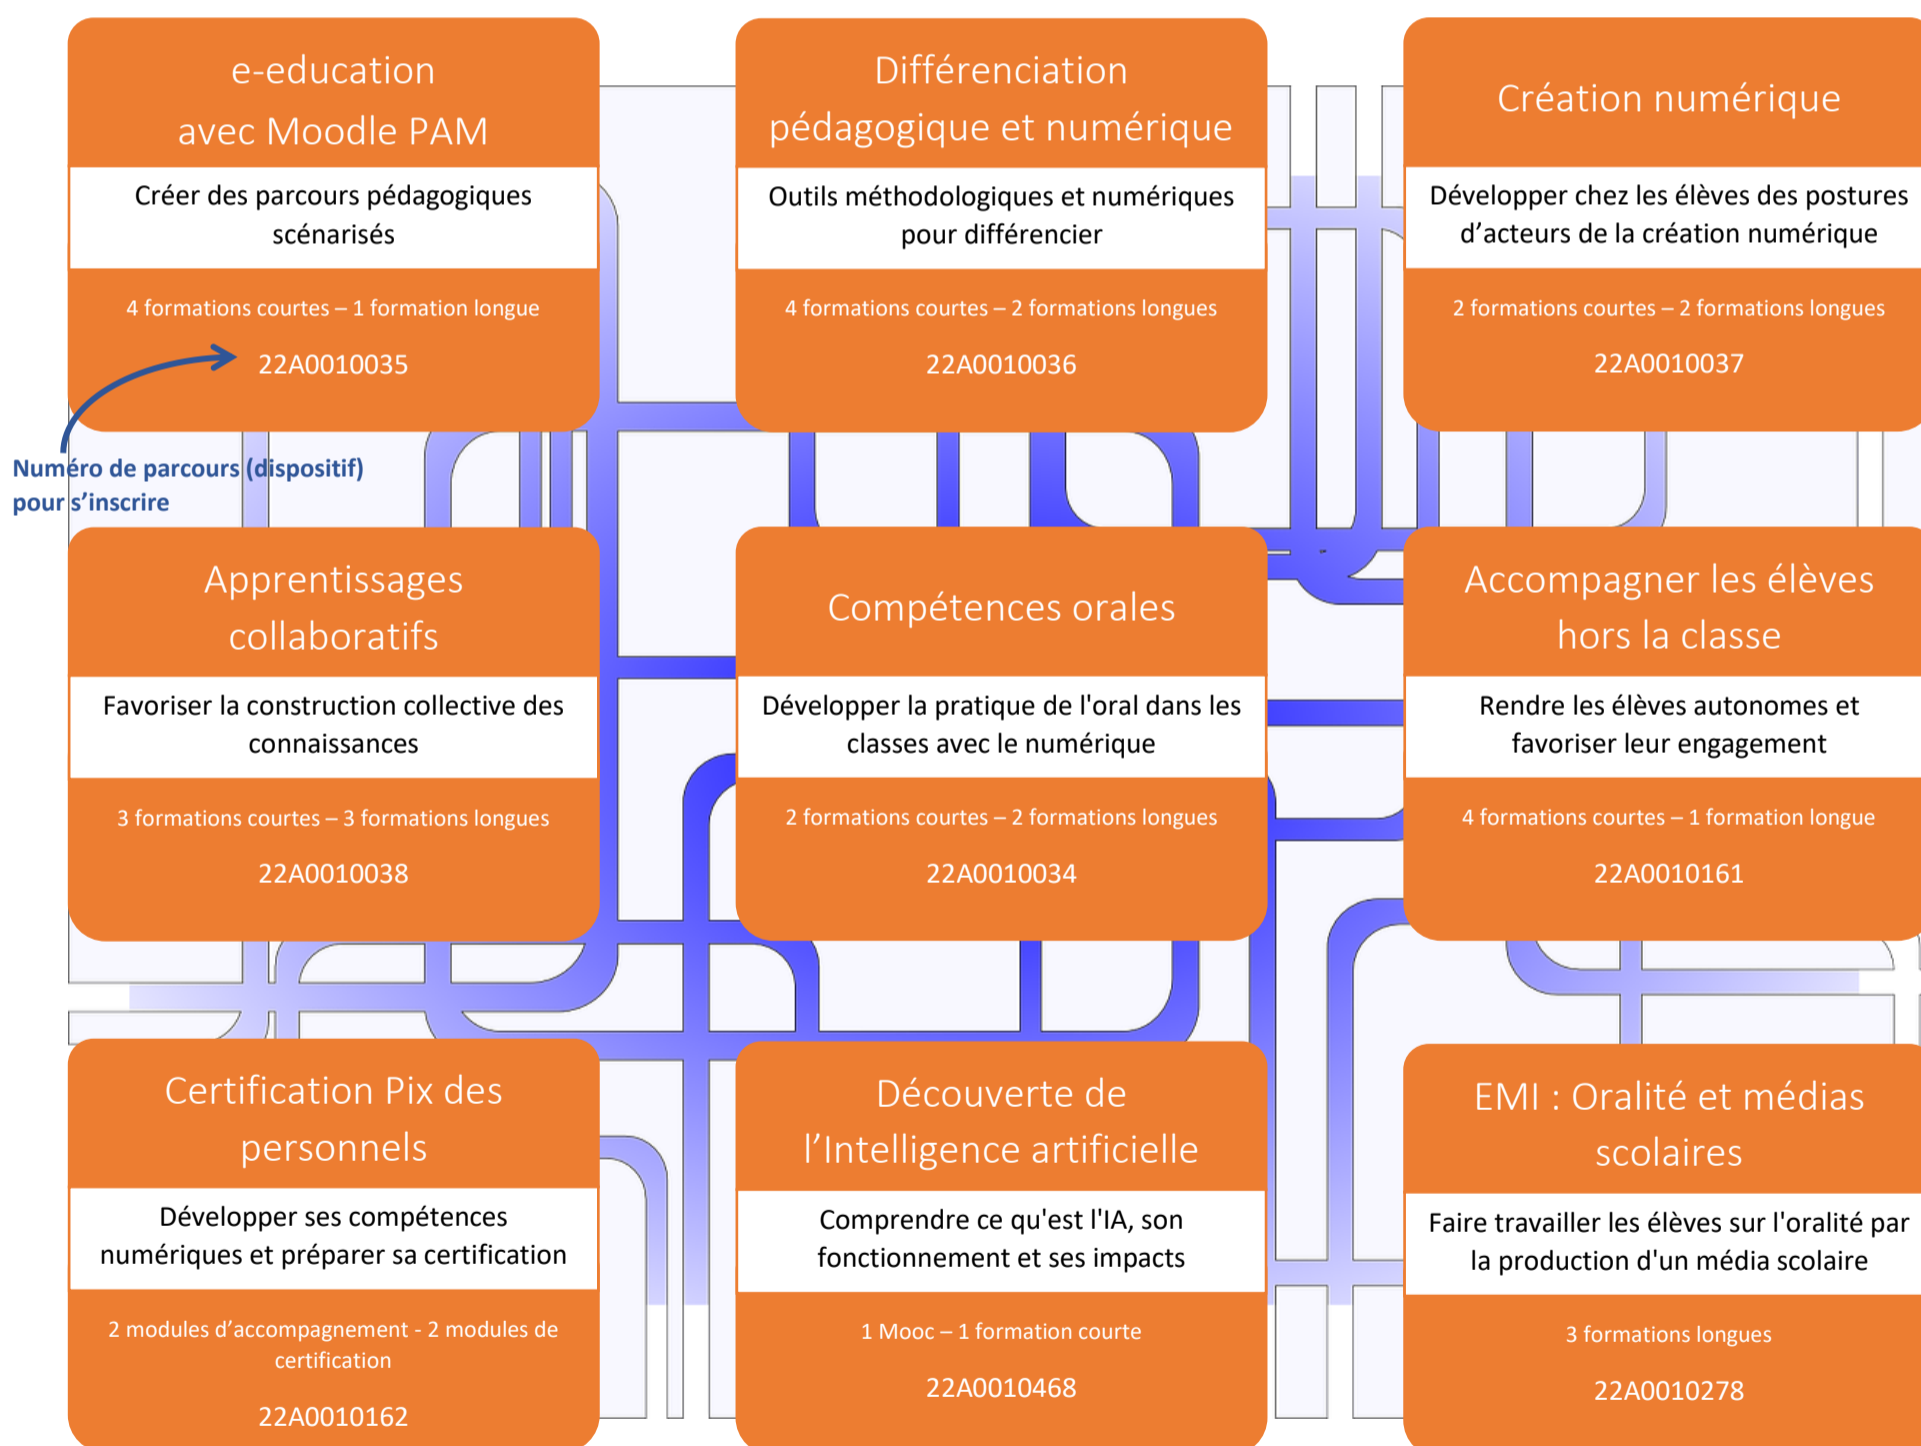 e-education
avec Moodle PAM
Créer des parcours pédagogiques
scénarisés
4 formations courtes – 1 formation longue
22A0010035
Différenciation
pédagogique et numérique
Outils méthodologiques et numériques
pour différencier
4 formations courtes – 2 formations longues
22A0010036
Création numérique
Développer chez les élèves des postures
d’acteurs de la création numérique
2 formations courtes – 2 formations longues
22A0010037
Numéro de parcours (dispositif)
pour s’inscrire
Apprentissages
collaboratifs
Favoriser la construction collective des
connaissances
3 formations courtes – 3 formations longues
22A0010038
Compétences orales
Développer la pratique de l'oral dans les
classes avec le numérique
2 formations courtes – 2 formations longues
22A0010034
Accompagner les élèves
hors la classe
Rendre les élèves autonomes et
favoriser leur engagement
4 formations courtes – 1 formation longue
22A0010161
Certification Pix des
personnels
Développer ses compétences
numériques et préparer sa certification
2 modules d’accompagnement - 2 modules de
certification
22A0010162
Découverte de
l’Intelligence artificielle
Comprendre ce qu'est l'IA, son
fonctionnement et ses impacts
1 Mooc – 1 formation courte
22A0010468
EMI : Oralité et médias
scolaires
Faire travailler les élèves sur l'oralité par
la production d'un média scolaire
3 formations longues
22A0010278